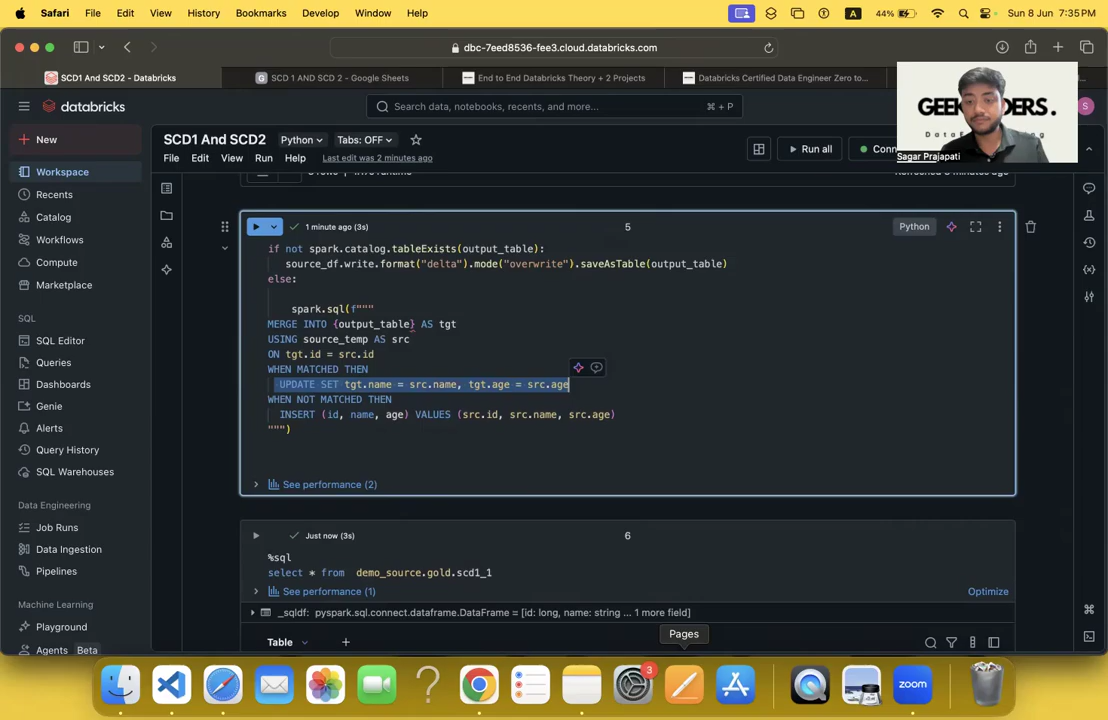 Safari File Edit View History Bookmarks Develop Window Help A 44% Sun 8 Jun 7:35 PM
dbc-7eed8536-fee3.cloud.databricks.com
SCD1 And SCD2 - Databricks
G SCD 1 AND SCD 2 - Google Sheets
End to End Databricks Theory + 2 Projects
Databricks Certified Data Engineer Zero to...
databricks
Search data, notebooks, recents, and more...
⌘ + P
S
Sagar Prajapati
New
Workspace
Recents
Catalog
Workflows
Compute
Marketplace
SQL
SQL Editor
Queries
Dashboards
Genie
Alerts
Query History
SQL Warehouses
Data Engineering
Job Runs
Data Ingestion
Pipelines
Machine Learning
Playground
Agents Beta
SCD1 And SCD2 Python Tabs: OFF
File Edit View Run Help Last edit was 2 minutes ago
Run all
Conn
1 minute ago (3s)
5
Python
if not spark.catalog.tableExists(output_table):
source_df.write.format("delta").mode("overwrite").saveAsTable(output_table)
else:
spark.sql(f"""
MERGE INTO {output_table} AS tgt
USING source_temp AS src
ON tgt.id = src.id
WHEN MATCHED THEN
UPDATE SET tgt.name = src.name, tgt.age = src.age
WHEN NOT MATCHED THEN
INSERT (id, name, age) VALUES (src.id, src.name, src.age)
""")
See performance (2)
Just now (3s)
6
%sql
select * from demo_source.gold.scd1_1
See performance (1)
Optimize
_sqldf: pyspark.sql.connect.dataframe.DataFrame = [id: long, name: string ... 1 more field]
Table +
Pages
3
zoom